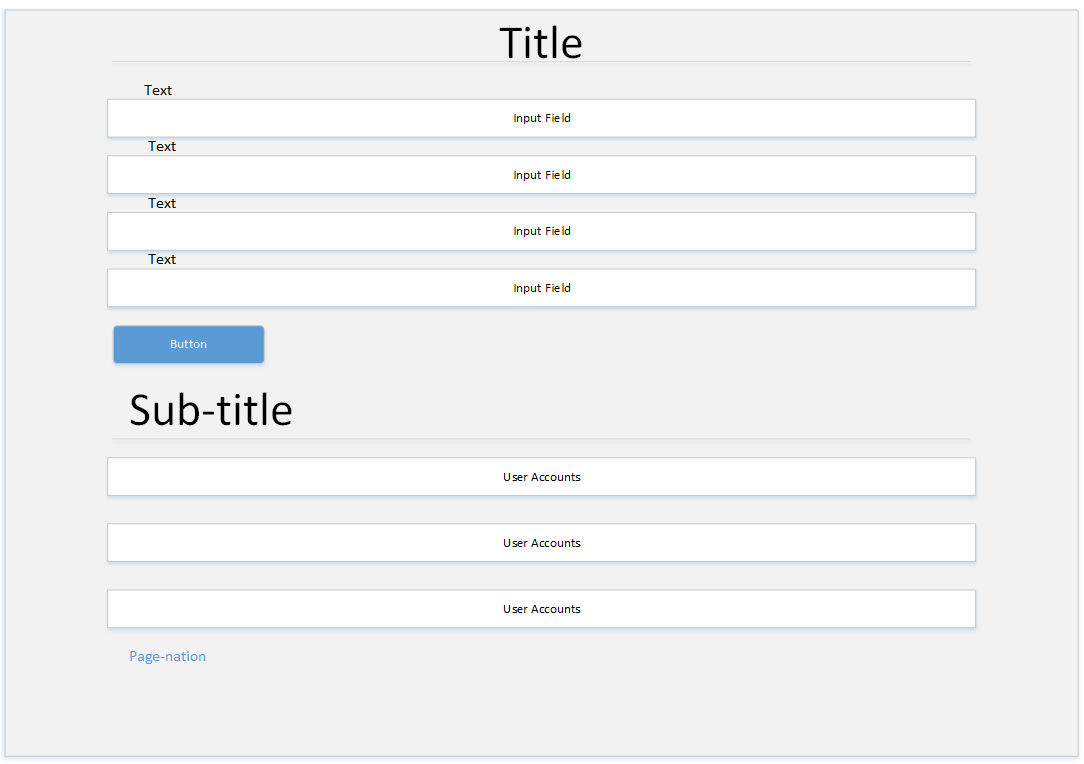 Title
Text
Input Field
Text
Input Field
Text
Input Field
Text
Input Field
Button
Sub-title
User Accounts
User Accounts
User Accounts
Page-nation